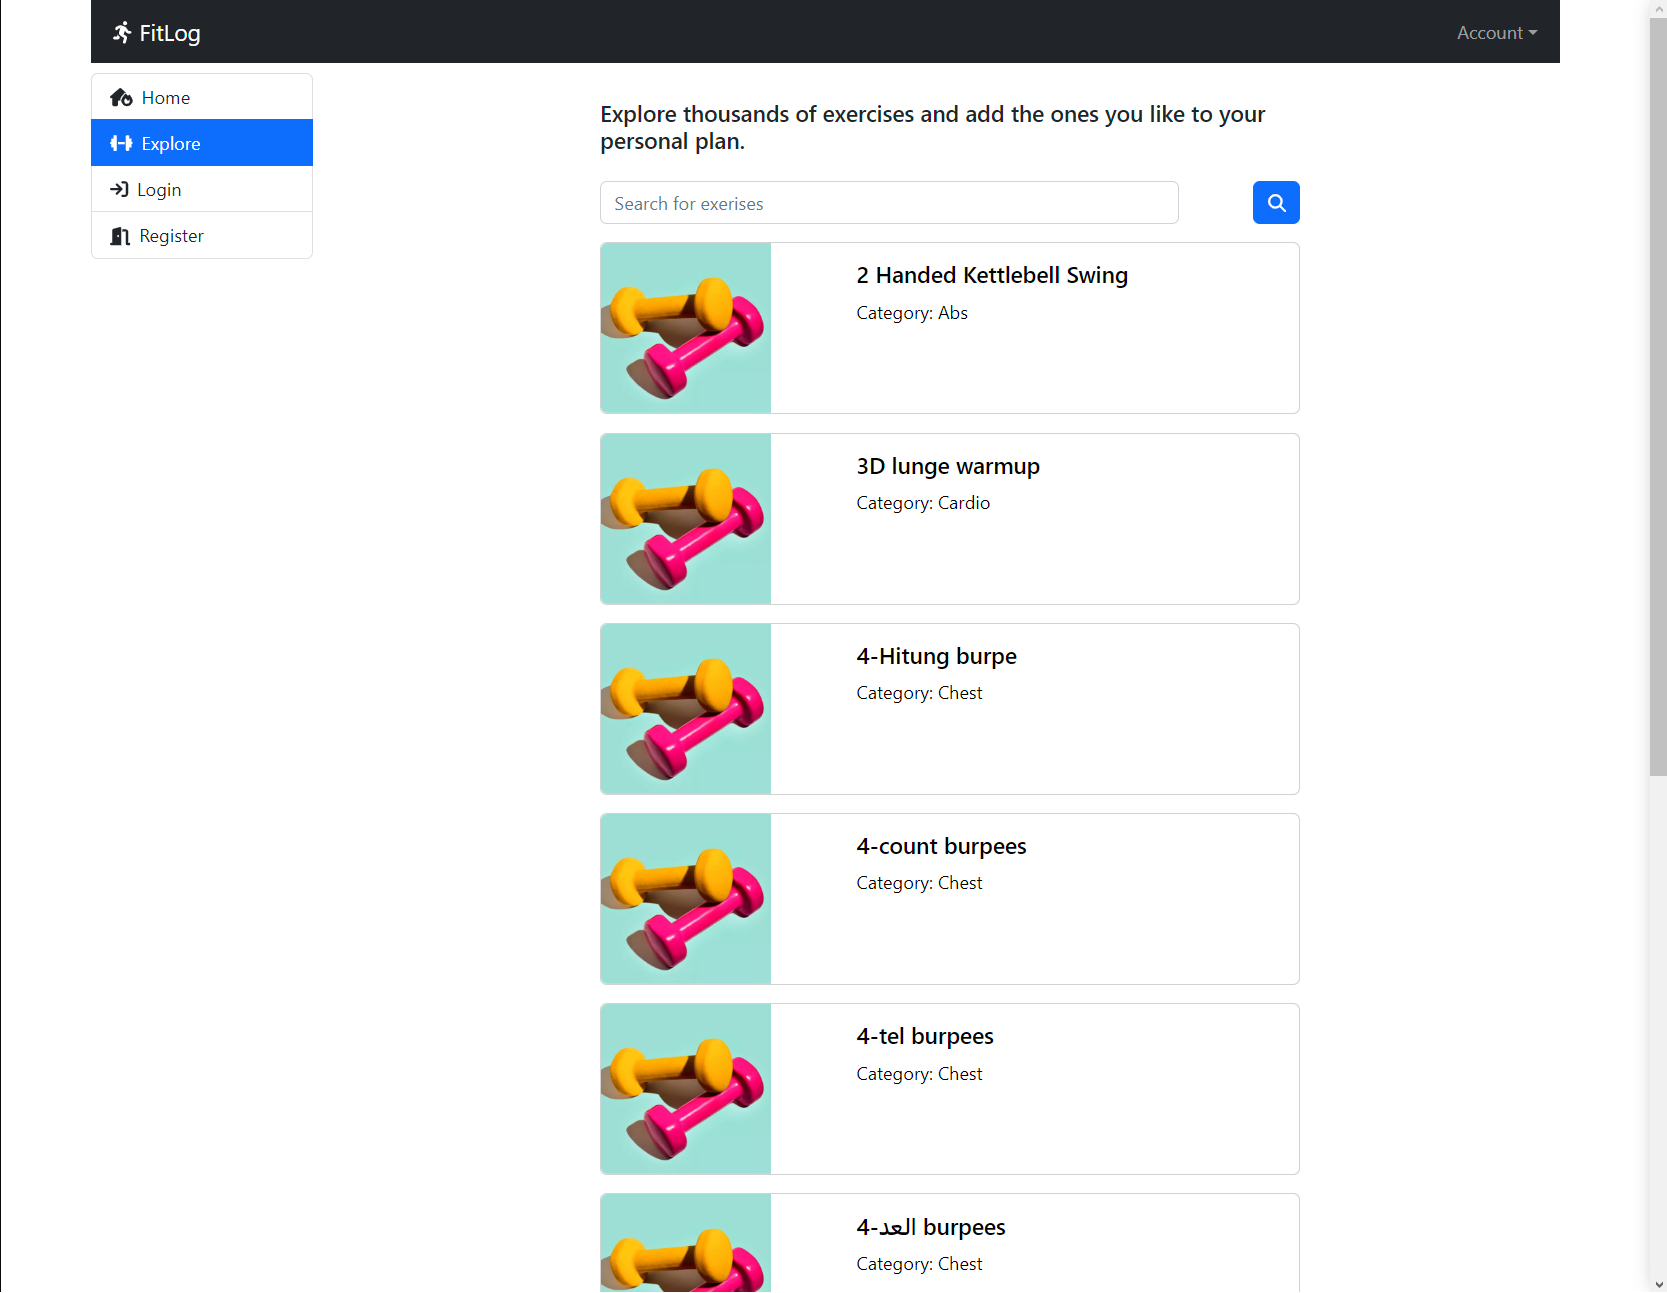 FitLog
Account
Home
Explore
Login
Register
Explore thousands of exercises and add the ones you like to your
personal plan.
Search for exerises
2 Handed Kettlebell Swing
Category: Abs
3D lunge warmup
Category: Cardio
4-Hitung burpe
Category: Chest
4-count burpees
Category: Chest
4-tel burpees
Category: Chest
4-العد burpees
Category: Chest